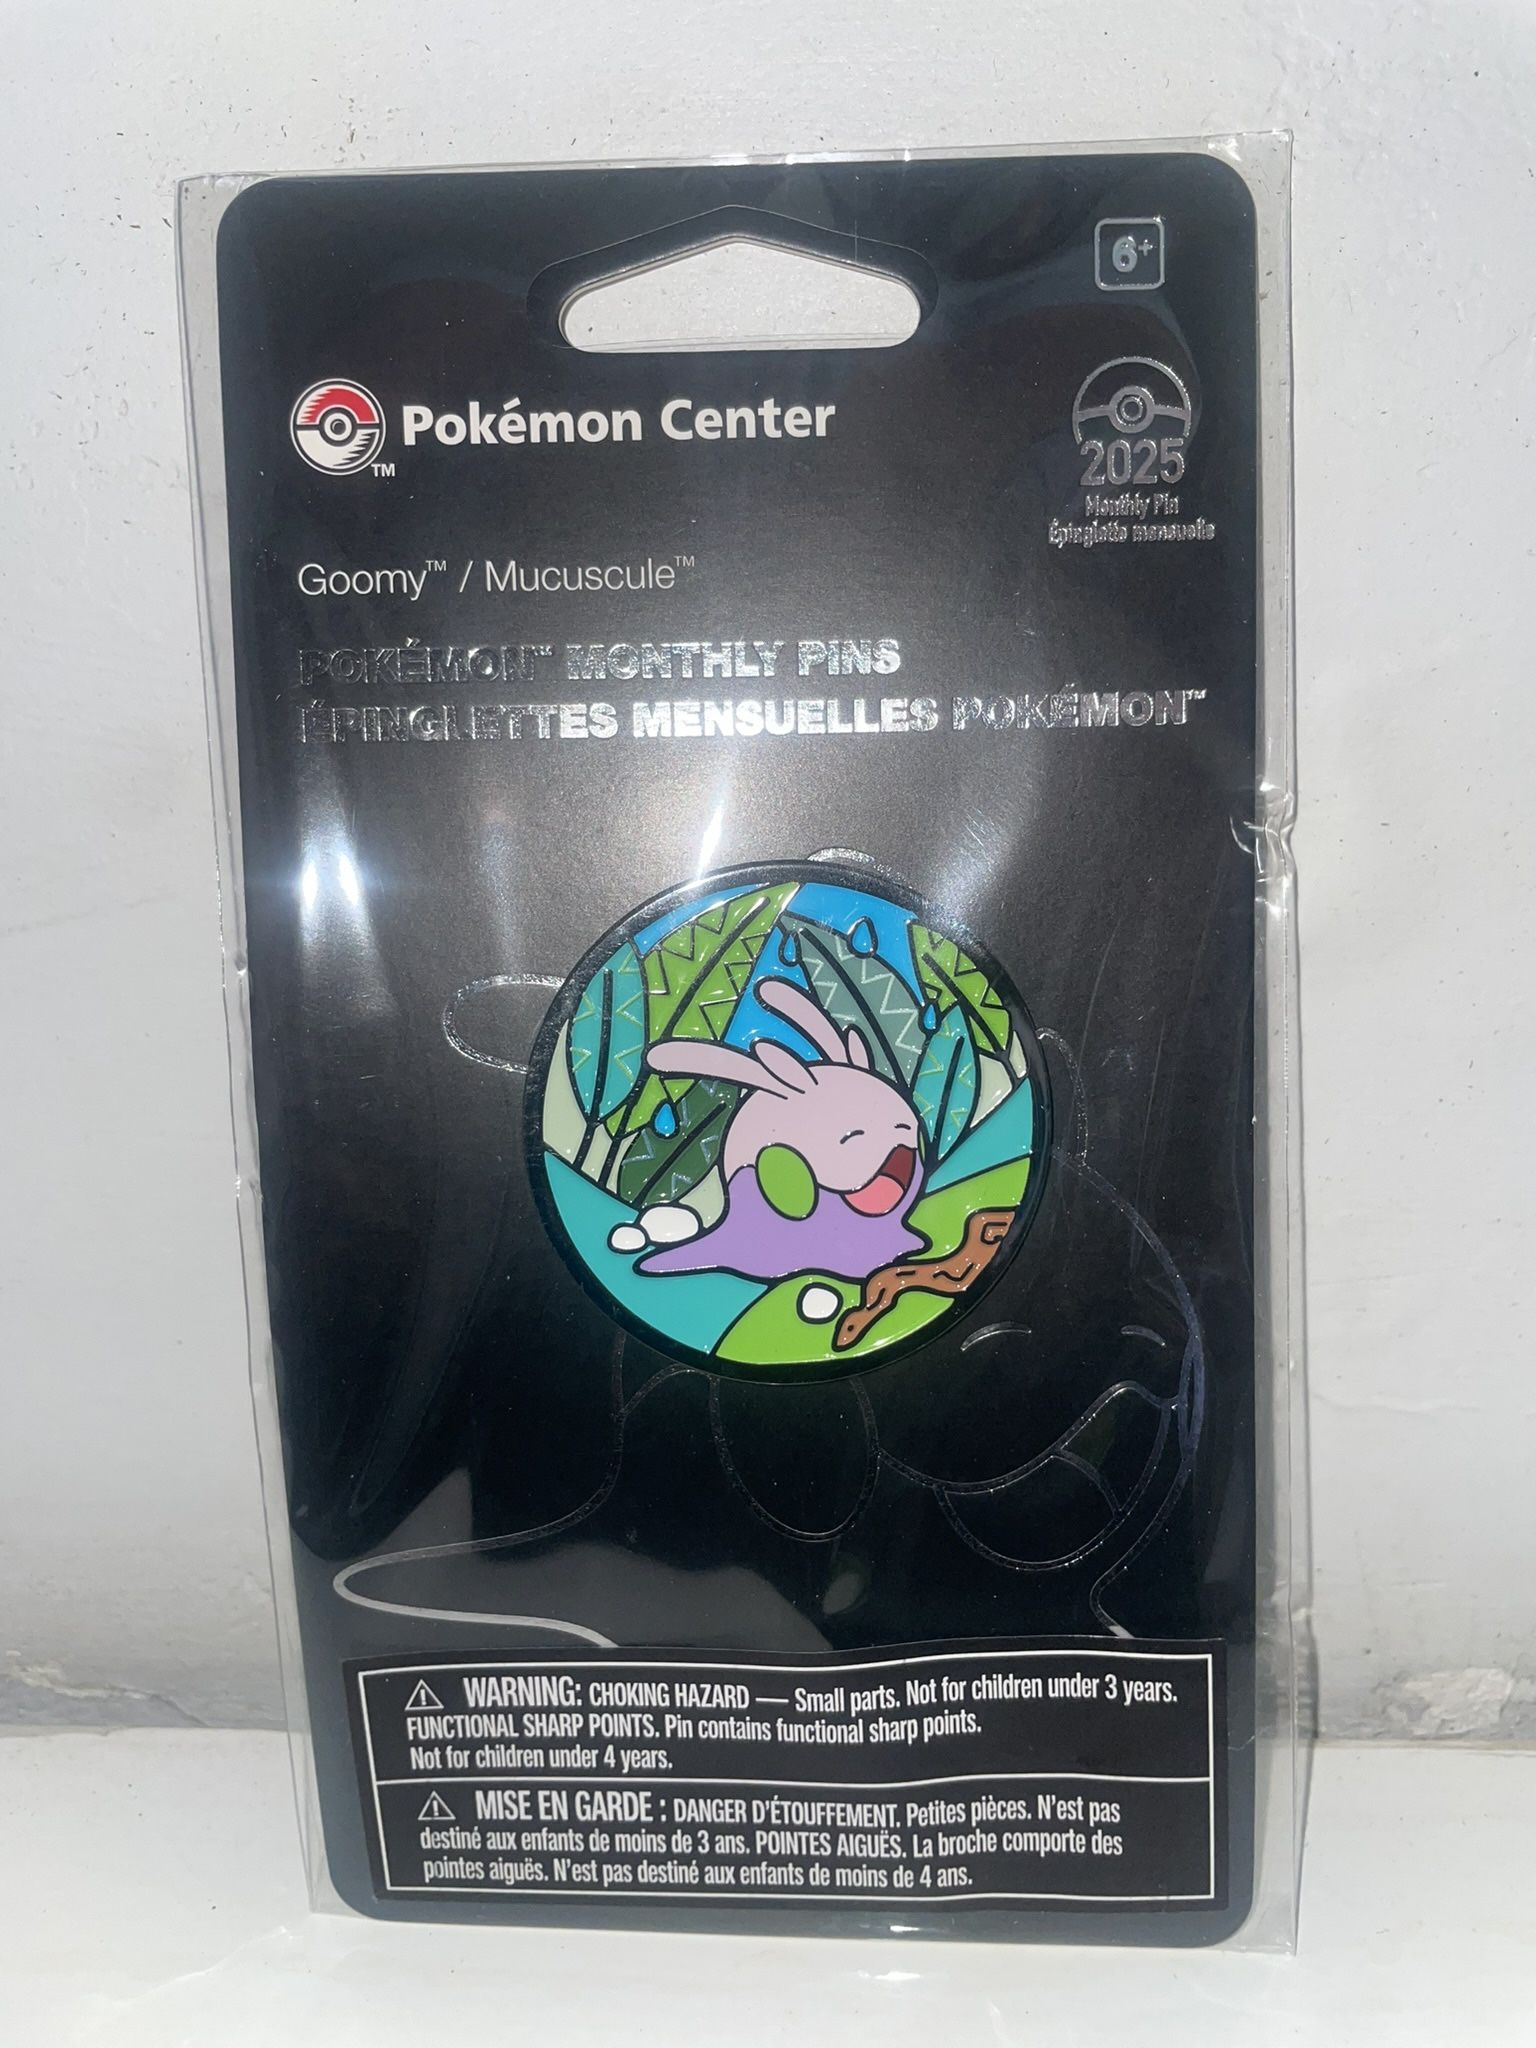 6+
Pokémon Center
TM
2025
Monthly Pin
Épinglette mensuelle
Goomy™ / Mucuscule™
POKÉMON™ MONTHLY PINS
ÉPINGLETTES MENSUELLES POKÉMON™
⚠ WARNING: CHOKING HAZARD — Small parts. Not for children under 3 years.
FUNCTIONAL SHARP POINTS. Pin contains functional sharp points.
Not for children under 4 years.
⚠ MISE EN GARDE : DANGER D'ÉTOUFFEMENT. Petites pièces. N'est pas
destiné aux enfants de moins de 3 ans. POINTES AIGUËS. La broche comporte des
pointes aiguës. N'est pas destiné aux enfants de moins de 4 ans.